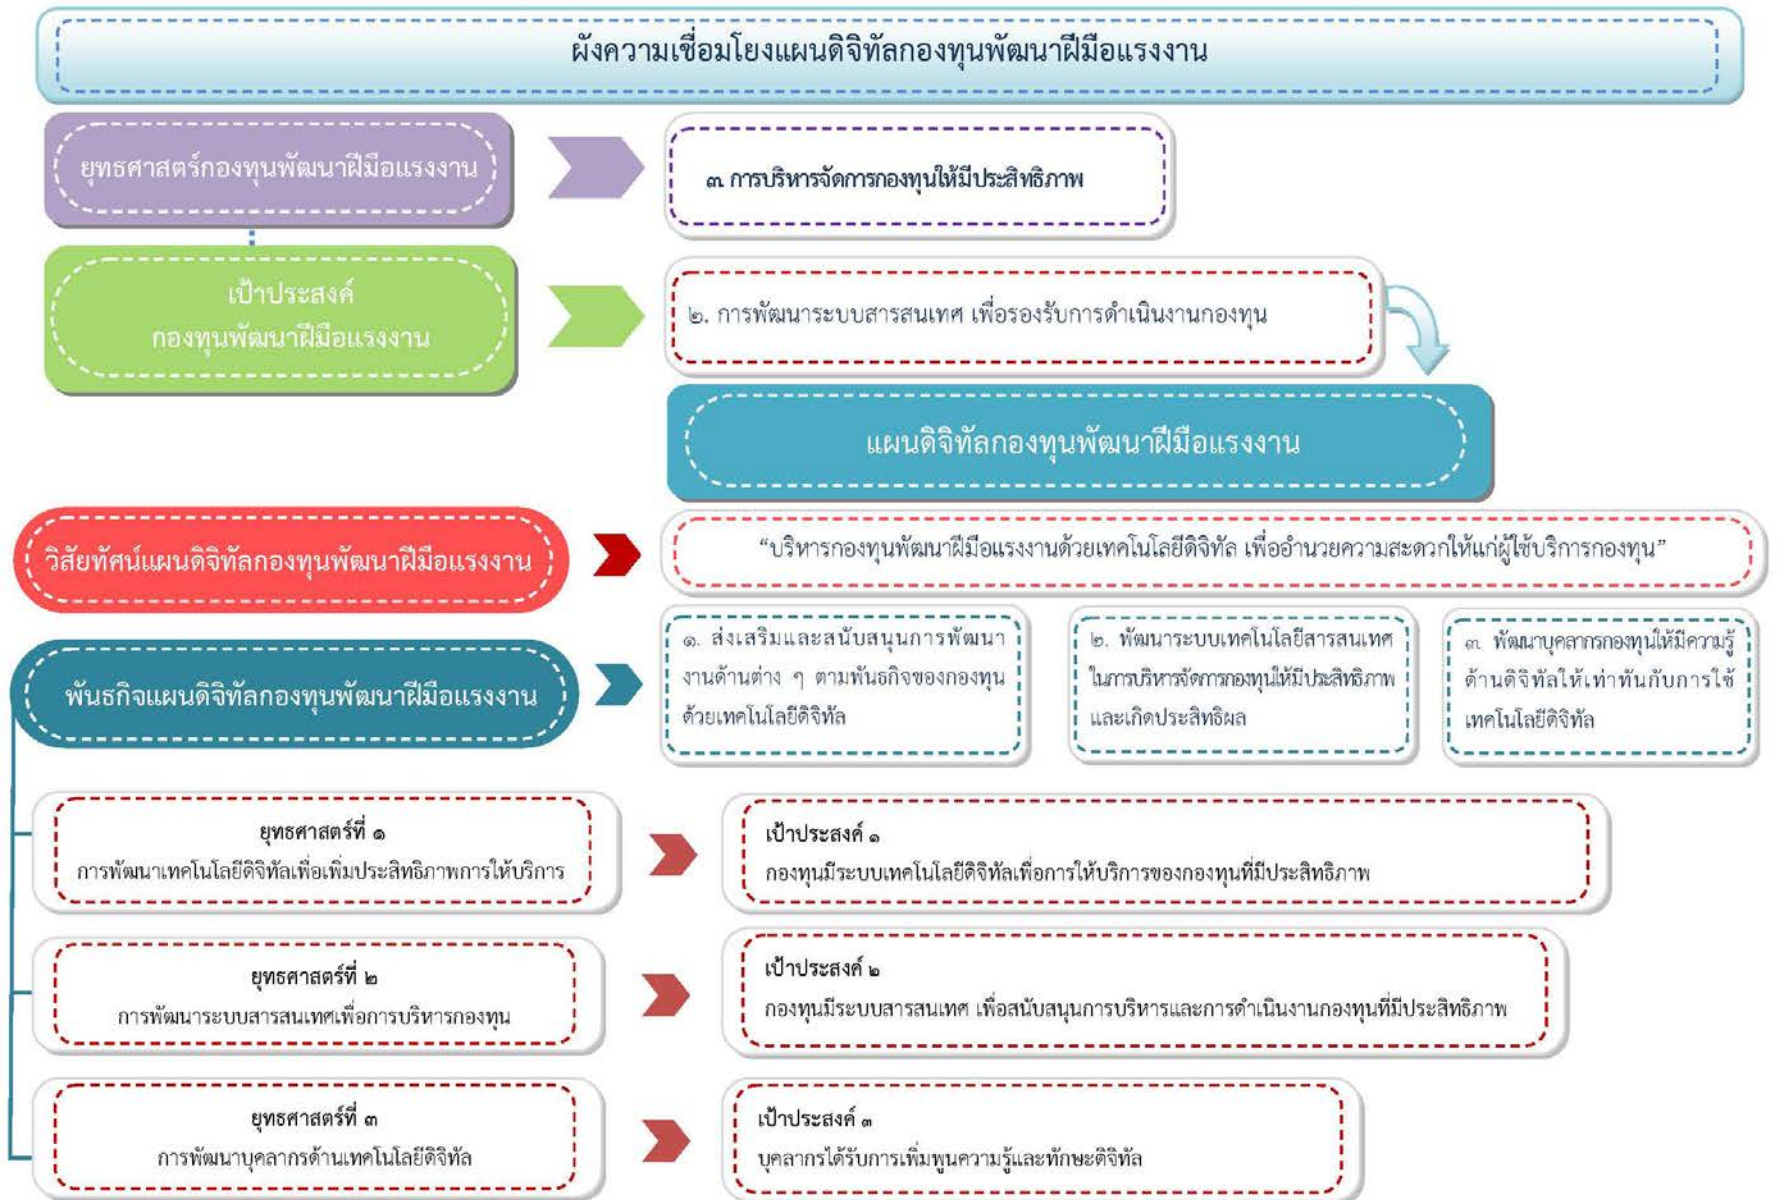 ผังความเชื่อมโยงแผนดิจิทัลกองทุนพัฒนาฝีมือแรงงาน
ยุทธศาสตร์กองทุนพัฒนาฝีมือแรงงาน
๓. การบริหารจัดการกองทุนให้มีประสิทธิภาพ
เป้าประสงค์
กองทุนพัฒนาฝีมือแรงงาน
๒. การพัฒนาระบบสารสนเทศ เพื่อรองรับการดำเนินงานกองทุน
แผนดิจิทัลกองทุนพัฒนาฝีมือแรงงาน
วิสัยทัศน์แผนดิจิทัลกองทุนพัฒนาฝีมือแรงงาน
“บริหารกองทุนพัฒนาฝีมือแรงงานด้วยเทคโนโลยีดิจิทัล เพื่ออำนวยความสะดวกให้แก่ผู้ใช้บริการกองทุน”
พันธกิจแผนดิจิทัลกองทุนพัฒนาฝีมือแรงงาน
๑. ส่งเสริมและสนับสนุนการพัฒนา
งานด้านต่าง ๆ ตามพันธกิจของกองทุน
ด้วยเทคโนโลยีดิจิทัล
๒. พัฒนาระบบเทคโนโลยีสารสนเทศ
ในการบริหารจัดการกองทุนให้มีประสิทธิภาพ
และเกิดประสิทธิผล
๓. พัฒนาบุคลากรกองทุนให้มีความรู้
ด้านดิจิทัลให้เท่าทันกับการใช้
เทคโนโลยีดิจิทัล
ยุทธศาสตร์ที่ ๑
การพัฒนาเทคโนโลยีดิจิทัลเพื่อเพิ่มประสิทธิภาพการให้บริการ
เป้าประสงค์ ๑
กองทุนมีระบบเทคโนโลยีดิจิทัลเพื่อการให้บริการของกองทุนที่มีประสิทธิภาพ
ยุทธศาสตร์ที่ ๒
การพัฒนาระบบสารสนเทศเพื่อการบริหารกองทุน
เป้าประสงค์ ๒
กองทุนมีระบบสารสนเทศ เพื่อสนับสนุนการบริหารและการดำเนินงานกองทุนที่มีประสิทธิภาพ
ยุทธศาสตร์ที่ ๓
การพัฒนาบุคลากรด้านเทคโนโลยีดิจิทัล
เป้าประสงค์ ๓
บุคลากรได้รับการเพิ่มพูนความรู้และทักษะดิจิทัล